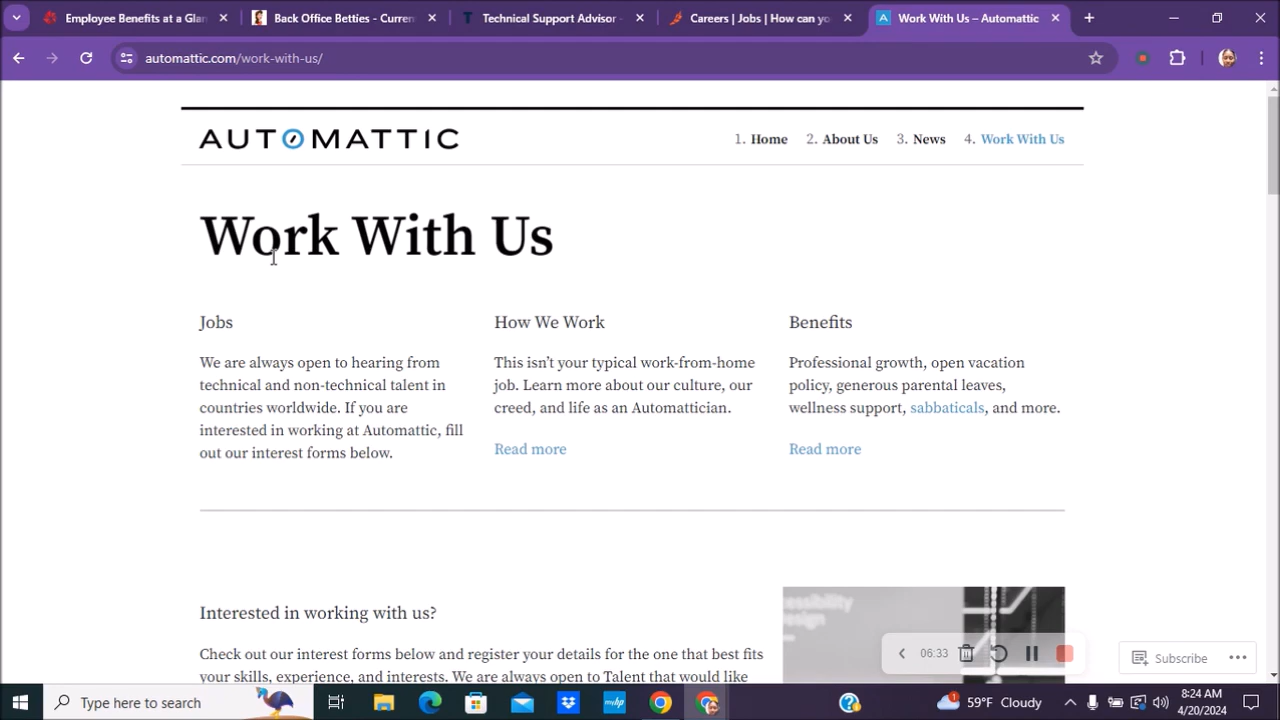 Employee Benefits at a Glan
Back Office Betties - Curren
Technical Support Advisor -
Careers | Jobs | How can yo
Work With Us – Automattic
automattic.com/work-with-us/
AUTOMATTIC
1. Home 2. About Us 3. News 4. Work With Us
Work With Us
Jobs
We are always open to hearing from
technical and non-technical talent in
countries worldwide. If you are
interested in working at Automattic, fill
out our interest forms below.
How We Work
This isn’t your typical work-from-home
job. Learn more about our culture, our
creed, and life as an Automattician.
Read more
Benefits
Professional growth, open vacation
policy, generous parental leaves,
wellness support, sabbaticals, and more.
Read more
Interested in working with us?
Check out our interest forms below and register your details for the one that best fits
your skills, experience, and interests. We are always open to Talent that would like
06:33
Subscribe
Type here to search
59°F Cloudy
8:24 AM
4/20/2024